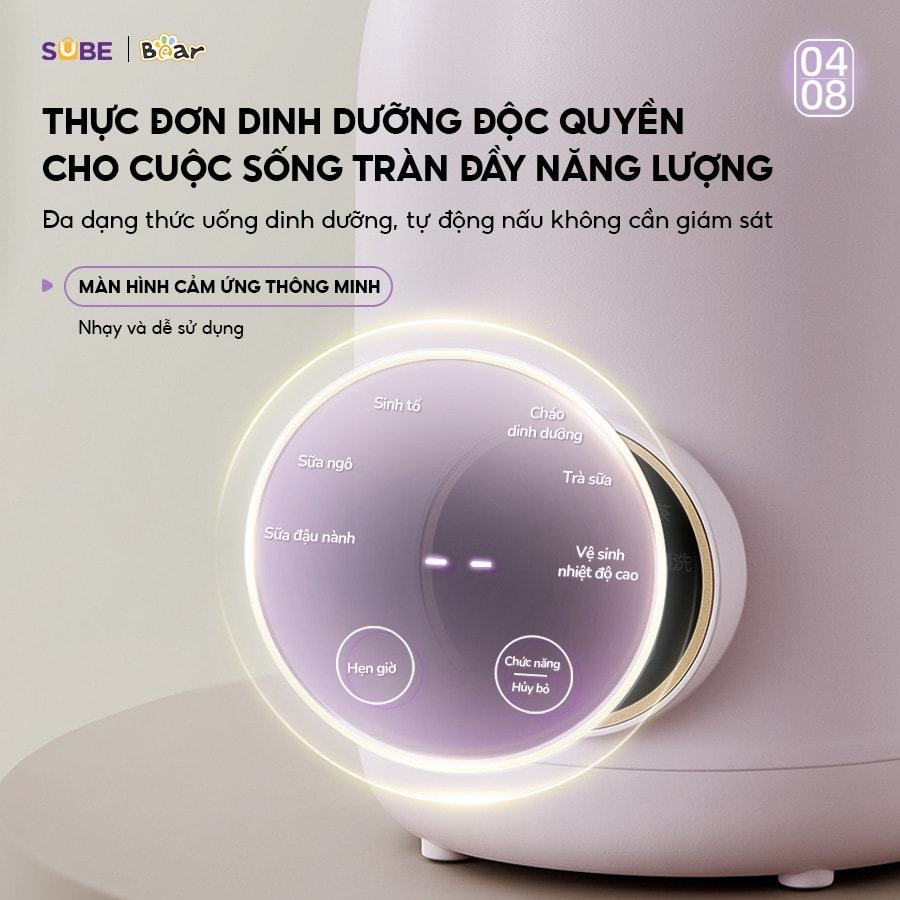 SUBE | Bear
04
08
THỰC ĐƠN DINH DƯỠNG ĐỘC QUYỀN
CHO CUỘC SỐNG TRÀN ĐẦY NĂNG LƯỢNG
Đa dạng thức uống dinh dưỡng, tự động nấu không cần giám sát
MÀN HÌNH CẢM ỨNG THÔNG MINH
Nhạy và dễ sử dụng
Sinh tố
Cháo
dinh dưỡng
Sữa ngô
Trà sữa
Sữa đậu nành
Vệ sinh
nhiệt độ cao
洗
Hẹn giờ
Chức năng
Hủy bỏ